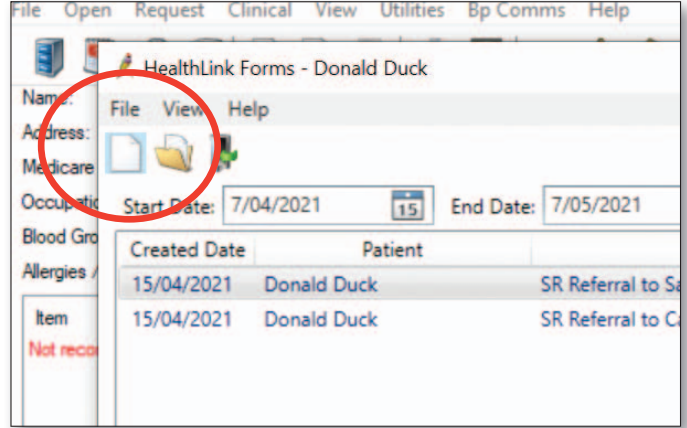 File Open Request Clinical View Utilities Bp Comms Help
HealthLink Forms - Donald Duck
Name:
File View Help
Address:
Medicare
Start Date: 7/04/2021 15 End Date: 7/05/2021
Blood Gro
Created Date Patient
Allergies /
15/04/2021 Donald Duck SR Referral to Sa
Item
15/04/2021 Donald Duck SR Referral to Ca
Not recor